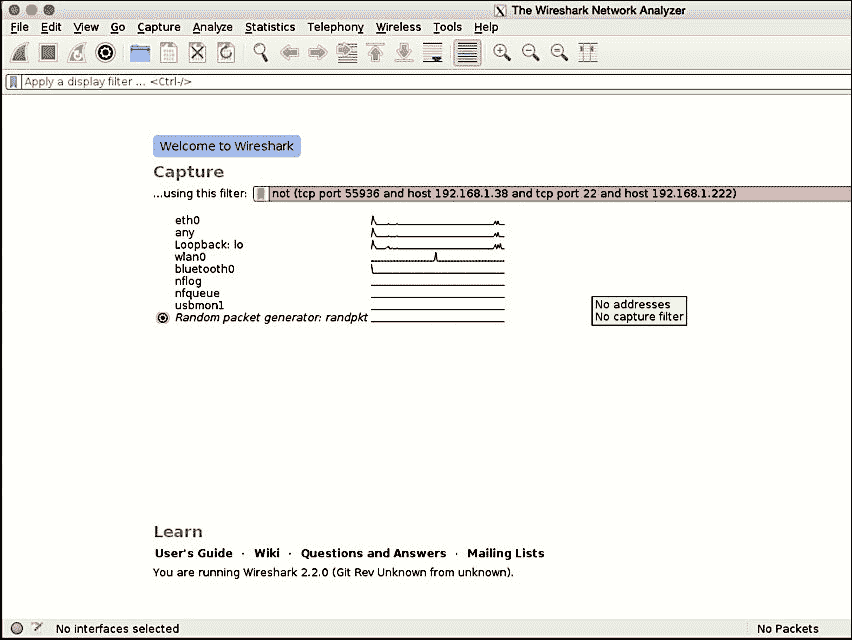 The Wireshark Network Analyzer
File Edit View Go Capture Analyze Statistics Telephony Wireless Tools Help
Apply a display filter ... <Ctrl-/>
Welcome to Wireshark
Capture
...using this filter: not (tcp port 55936 and host 192.168.1.38 and tcp port 22 and host 192.168.1.222)
eth0
any
Loopback: lo
wlan0
bluetooth0
nflog
nfqueue
usbmon1
Random packet generator: randpkt
No addresses
No capture filter
Learn
User's Guide · Wiki · Questions and Answers · Mailing Lists
You are running Wireshark 2.2.0 (Git Rev Unknown from unknown).
No interfaces selected No Packets